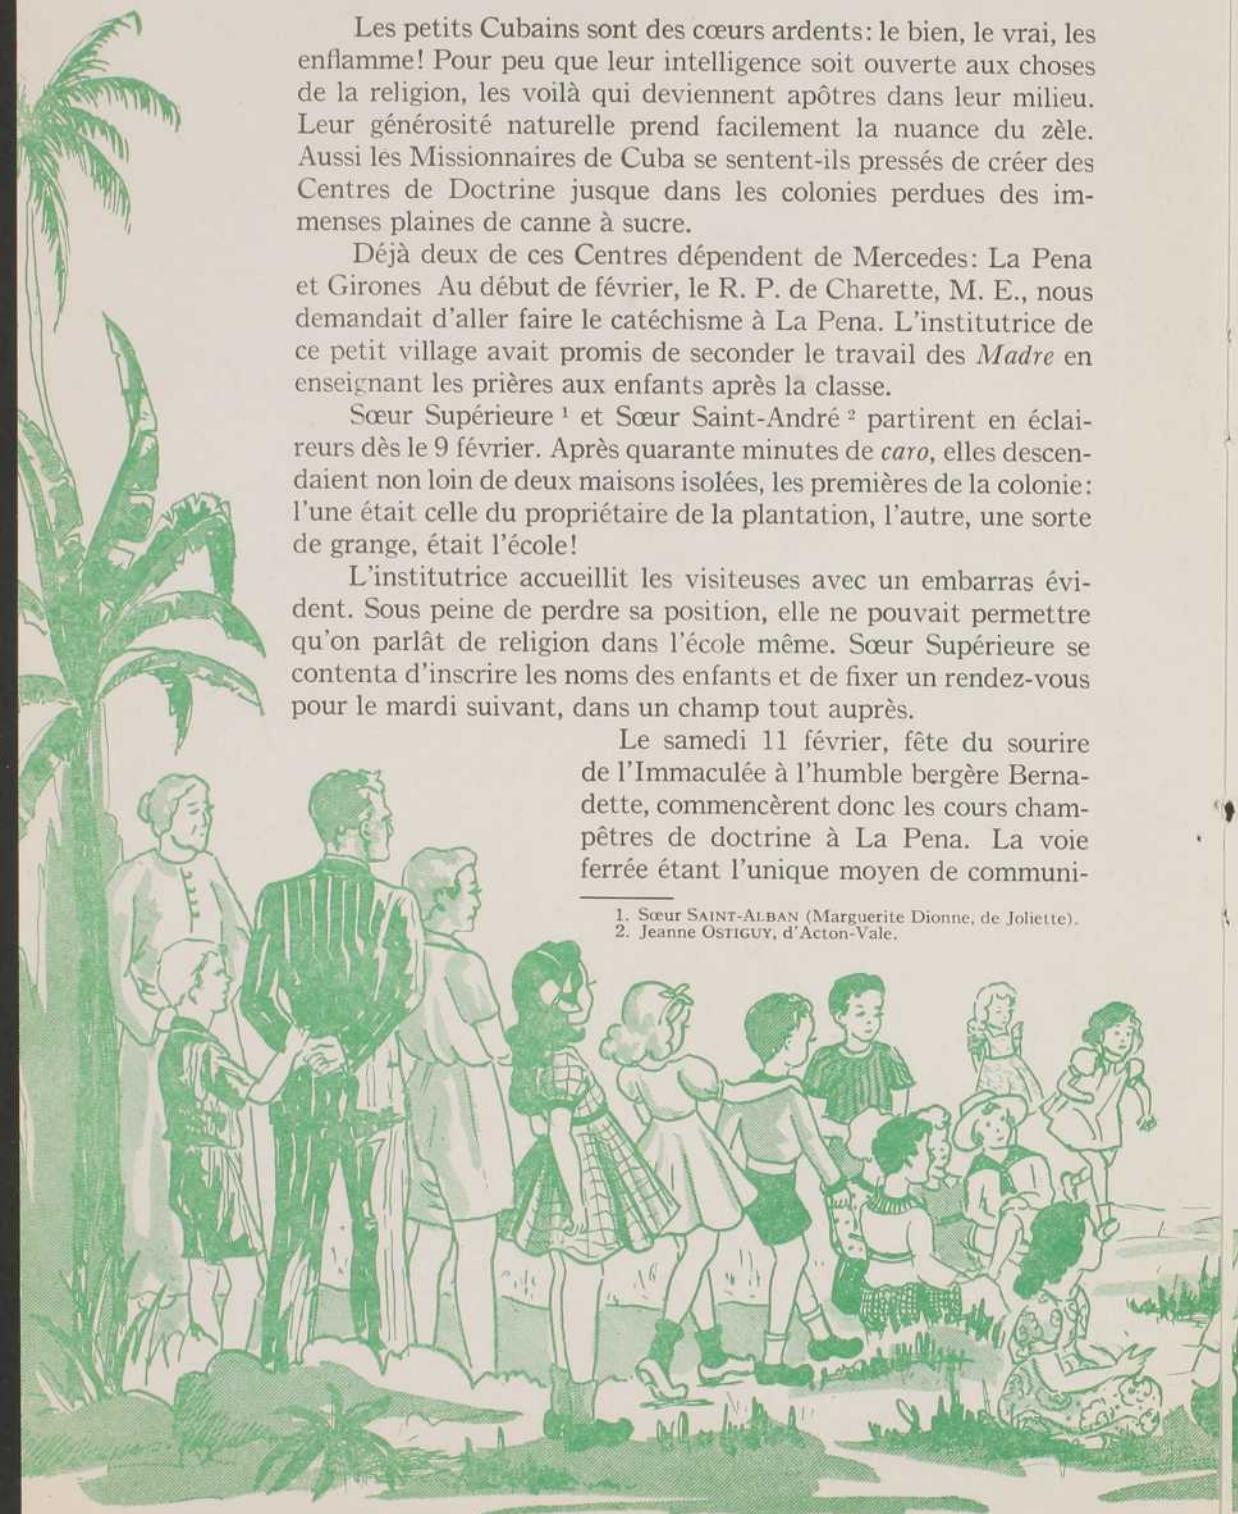 Les petits Cubains sont des cœurs ardents: le bien, le vrai, les
enflamme! Pour peu que leur intelligence soit ouverte aux choses
de la religion, les voilà qui deviennent apôtres dans leur milieu.
Leur générosité naturelle prend facilement la nuance du zèle.
Aussi les Missionnaires de Cuba se sentent-ils pressés de créer des
Centres de Doctrine jusque dans les colonies perdues des im-
menses plaines de canne à sucre.
Déjà deux de ces Centres dépendent de Mercedes: La Pena
et Girones Au début de février, le R. P. de Charette, M. E., nous
demandait d'aller faire le catéchisme à La Pena. L'institutrice de
ce petit village avait promis de seconder le travail des Madre en
enseignant les prières aux enfants après la classe.
Sœur Supérieure ¹ et Sœur Saint-André ² partirent en éclai-
reurs dès le 9 février. Après quarante minutes de caro, elles descen-
daient non loin de deux maisons isolées, les premières de la colonie:
l'une était celle du propriétaire de la plantation, l'autre, une sorte
de grange, était l'école!
L'institutrice accueillit les visiteuses avec un embarras évi-
dent. Sous peine de perdre sa position, elle ne pouvait permettre
qu'on parlât de religion dans l'école même. Sœur Supérieure se
contenta d'inscrire les noms des enfants et de fixer un rendez-vous
pour le mardi suivant, dans un champ tout auprès.
Le samedi 11 février, fête du sourire
de l'Immaculée à l'humble bergère Berna-
dette, commencèrent donc les cours cham-
pêtres de doctrine à La Pena. La voie
ferrée étant l'unique moyen de communi-
1. Sœur SAINT-ALBAN (Marguerite Dionne, de Joliette).
2. Jeanne OSTIGUY, d'Acton-Vale.